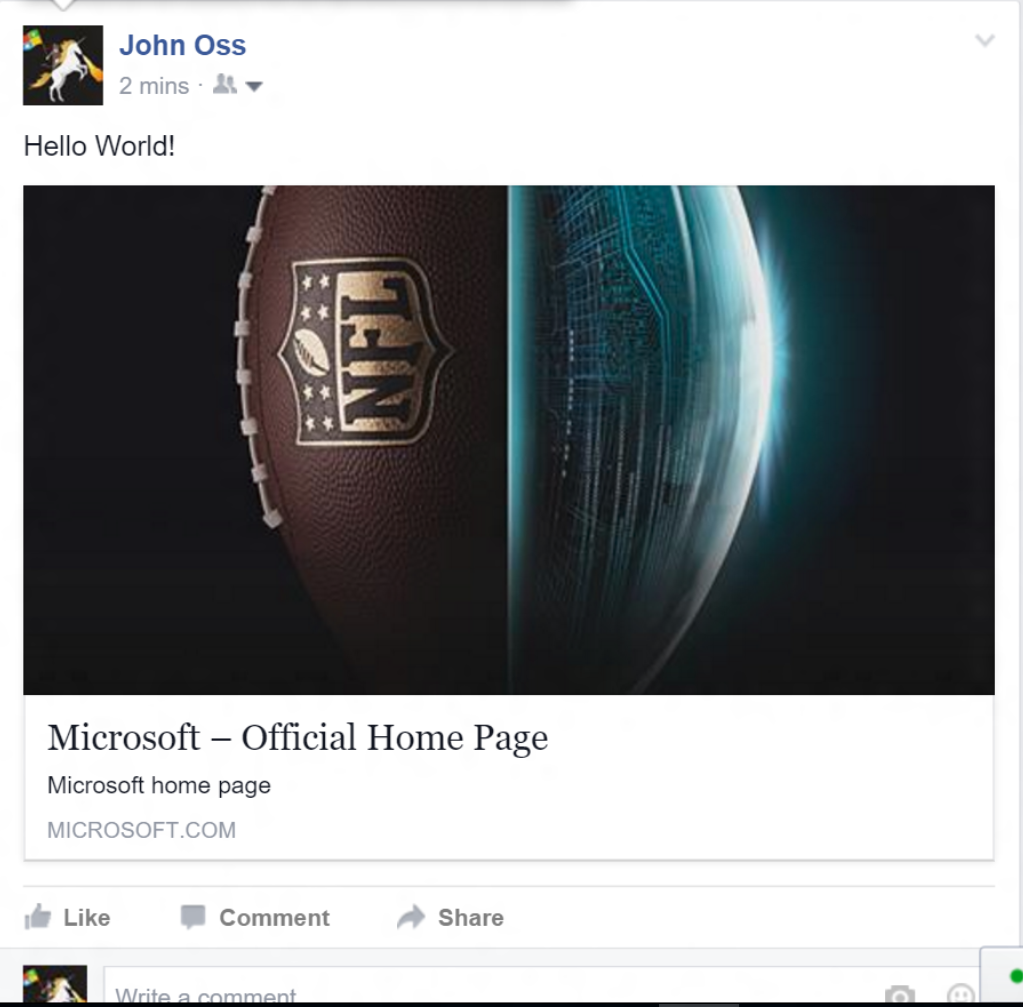 John Oss
2 mins ·
Hello World!
NFL
Microsoft – Official Home Page
Microsoft home page
MICROSOFT.COM
Like Comment Share
Write a comment